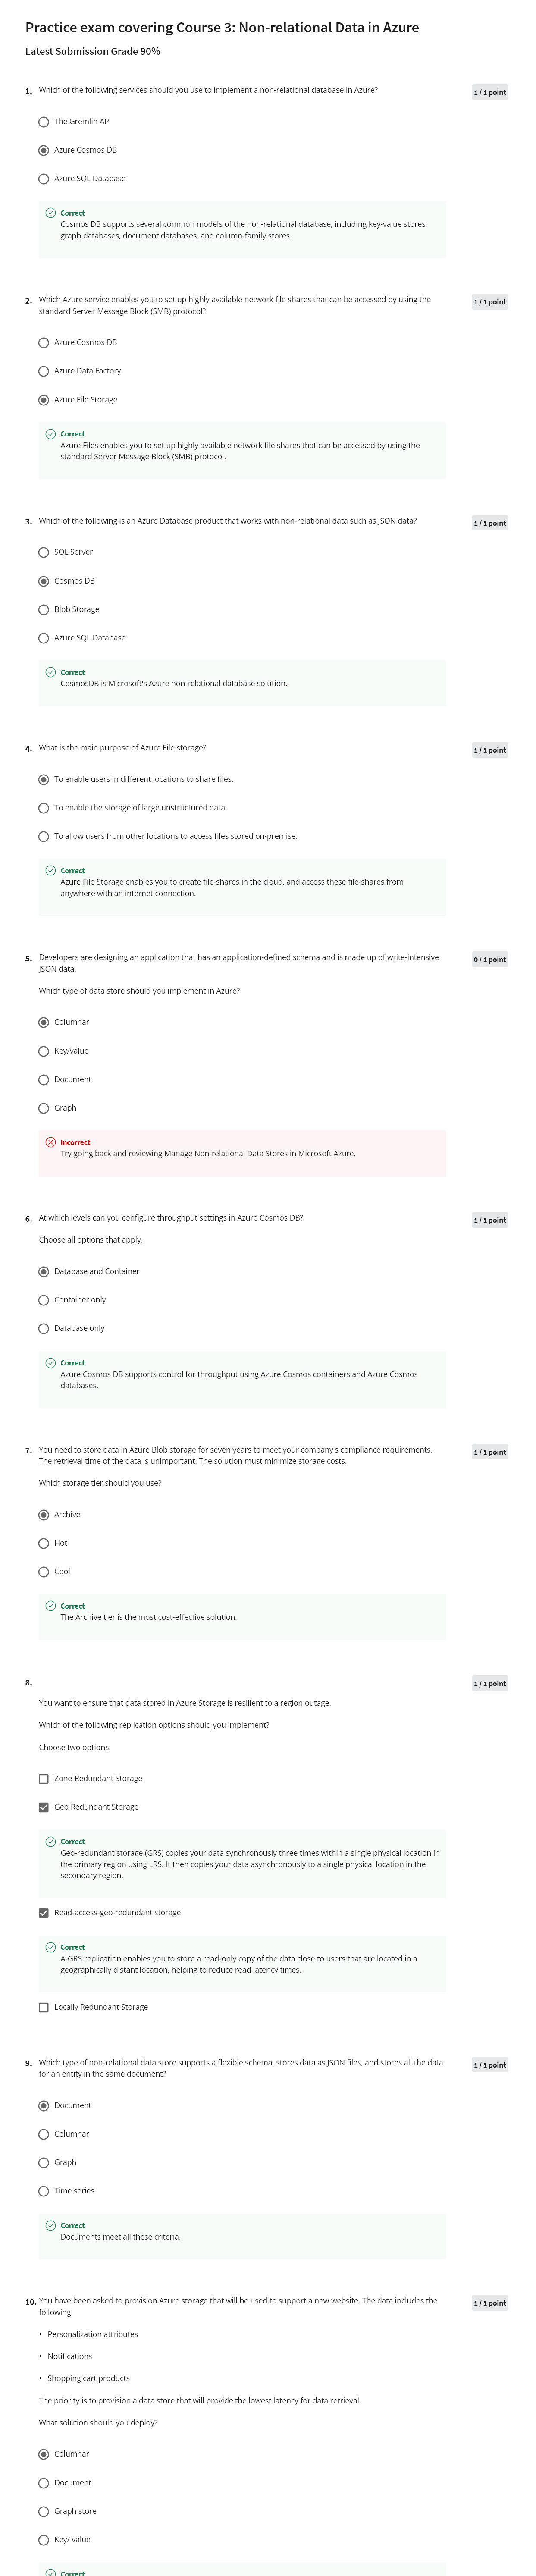 Practice exam covering Course 3: Non-relational Data in Azure
Latest Submission Grade 90%
1. Which of the following services should you use to implement a non-relational database in Azure?
1 / 1 point
The Gremlin API
Azure Cosmos DB
Azure SQL Database
Correct
Cosmos DB supports several common models of the non-relational database, including key-value stores,
graph databases, document databases, and column-family stores.
2. Which Azure service enables you to set up highly available network file shares that can be accessed by using the
standard Server Message Block (SMB) protocol?
1 / 1 point
Azure Cosmos DB
Azure Data Factory
Azure File Storage
Correct
Azure Files enables you to set up highly available network file shares that can be accessed by using the
standard Server Message Block (SMB) protocol.
3. Which of the following is an Azure Database product that works with non-relational data such as JSON data?
1 / 1 point
SQL Server
Cosmos DB
Blob Storage
Azure SQL Database
Correct
CosmosDB is Microsoft's Azure non-relational database solution.
4. What is the main purpose of Azure File storage?
1 / 1 point
To enable users in different locations to share files.
To enable the storage of large unstructured data.
To allow users from other locations to access files stored on-premise.
Correct
Azure File Storage enables you to create file-shares in the cloud, and access these file-shares from
anywhere with an internet connection.
5. Developers are designing an application that has an application-defined schema and is made up of write-intensive
JSON data.
0 / 1 point
Which type of data store should you implement in Azure?
Columnar
Key/value
Document
Graph
Incorrect
Try going back and reviewing Manage Non-relational Data Stores in Microsoft Azure.
6. At which levels can you configure throughput settings in Azure Cosmos DB?
1 / 1 point
Choose all options that apply.
Database and Container
Container only
Database only
Correct
Azure Cosmos DB supports control for throughput using Azure Cosmos containers and Azure Cosmos
databases.
7. You need to store data in Azure Blob storage for seven years to meet your company's compliance requirements.
The retrieval time of the data is unimportant. The solution must minimize storage costs.
1 / 1 point
Which storage tier should you use?
Archive
Hot
Cool
Correct
The Archive tier is the most cost-effective solution.
8.
1 / 1 point
You want to ensure that data stored in Azure Storage is resilient to a region outage.
Which of the following replication options should you implement?
Choose two options.
Zone-Redundant Storage
Geo Redundant Storage
Correct
Geo-redundant storage (GRS) copies your data synchronously three times within a single physical location in
the primary region using LRS. It then copies your data asynchronously to a single physical location in the
secondary region.
Read-access-geo-redundant storage
Correct
A-GRS replication enables you to store a read-only copy of the data close to users that are located in a
geographically distant location, helping to reduce read latency times.
Locally Redundant Storage
9. Which type of non-relational data store supports a flexible schema, stores data as JSON files, and stores all the data
for an entity in the same document?
1 / 1 point
Document
Columnar
Graph
Time series
Correct
Documents meet all these criteria.
10. You have been asked to provision Azure storage that will be used to support a new website. The data includes the
following:
1 / 1 point
• Personalization attributes
• Notifications
• Shopping cart products
The priority is to provision a data store that will provide the lowest latency for data retrieval.
What solution should you deploy?
Columnar
Document
Graph store
Key/ value
Correct